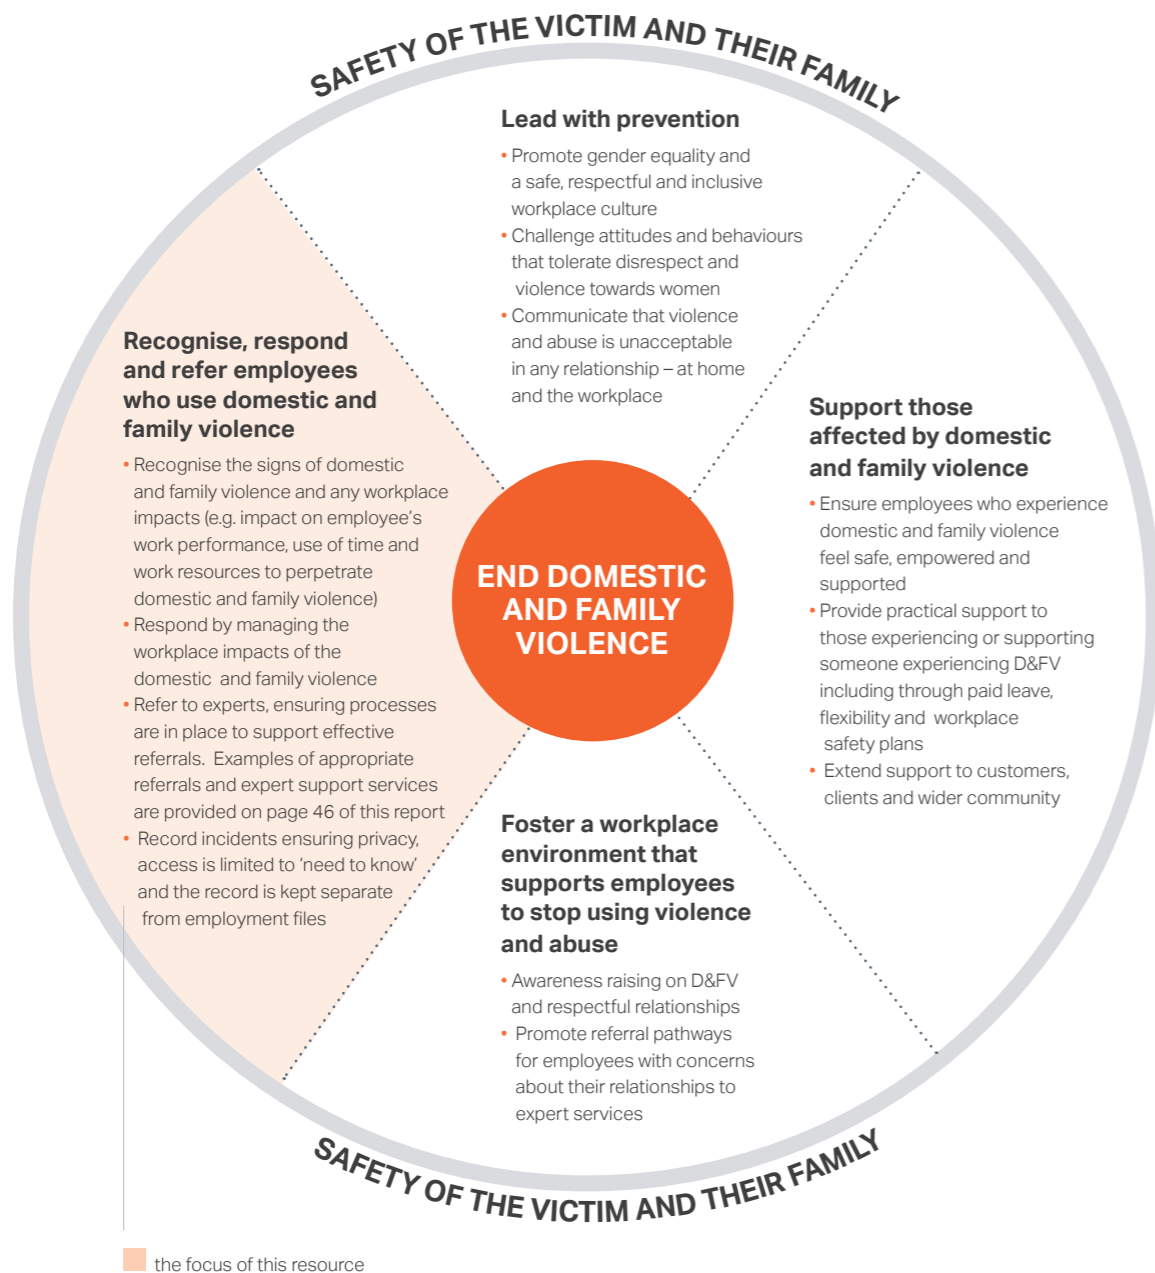 SAFETY OF THE VICTIM AND THEIR FAMILY
Lead with prevention
• Promote gender equality and
a safe, respectful and inclusive
workplace culture
• Challenge attitudes and behaviours
that tolerate disrespect and
violence towards women
• Communicate that violence
and abuse is unacceptable
in any relationship – at home
and the workplace
Recognise, respond
and refer employees
who use domestic and
family violence
• Recognise the signs of domestic
and family violence and any workplace
impacts (e.g. impact on employee's
work performance, use of time and
work resources to perpetrate
domestic and family violence)
• Respond by managing the
workplace impacts of the
domestic and family violence
• Refer to experts, ensuring processes
are in place to support effective
referrals. Examples of appropriate
referrals and expert support services
are provided on page 46 of this report
• Record incidents ensuring privacy,
access is limited to 'need to know'
and the record is kept separate
from employment files
END DOMESTIC
AND FAMILY
VIOLENCE
Support those
affected by domestic
and family violence
• Ensure employees who experience
domestic and family violence
feel safe, empowered and
supported
• Provide practical support to
those experiencing or supporting
someone experiencing D&FV
including through paid leave,
flexibility and workplace
safety plans
• Extend support to customers,
clients and wider community
Foster a workplace
environment that
supports employees
to stop using violence
and abuse
• Awareness raising on D&FV
and respectful relationships
• Promote referral pathways
for employees with concerns
about their relationships to
expert services
SAFETY OF THE VICTIM AND THEIR FAMILY
the focus of this resource